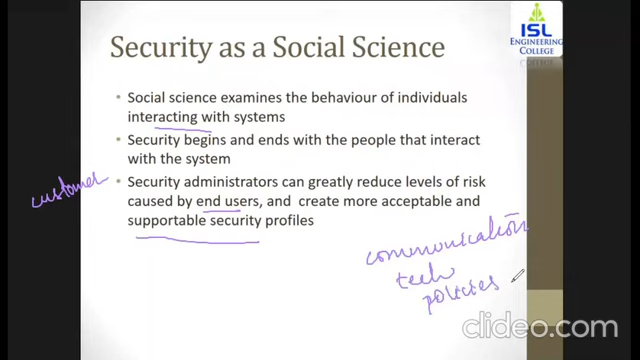 ISL
ENGINEERING
COLLEGE
Security as a Social Science
• Social science examines the behaviour of individuals
interacting with systems
• Security begins and ends with the people that interact
with the system
• Security administrators can greatly reduce levels of risk
caused by end users, and create more acceptable and
supportable security profiles
customer
communication
tech
policies
clideo.com